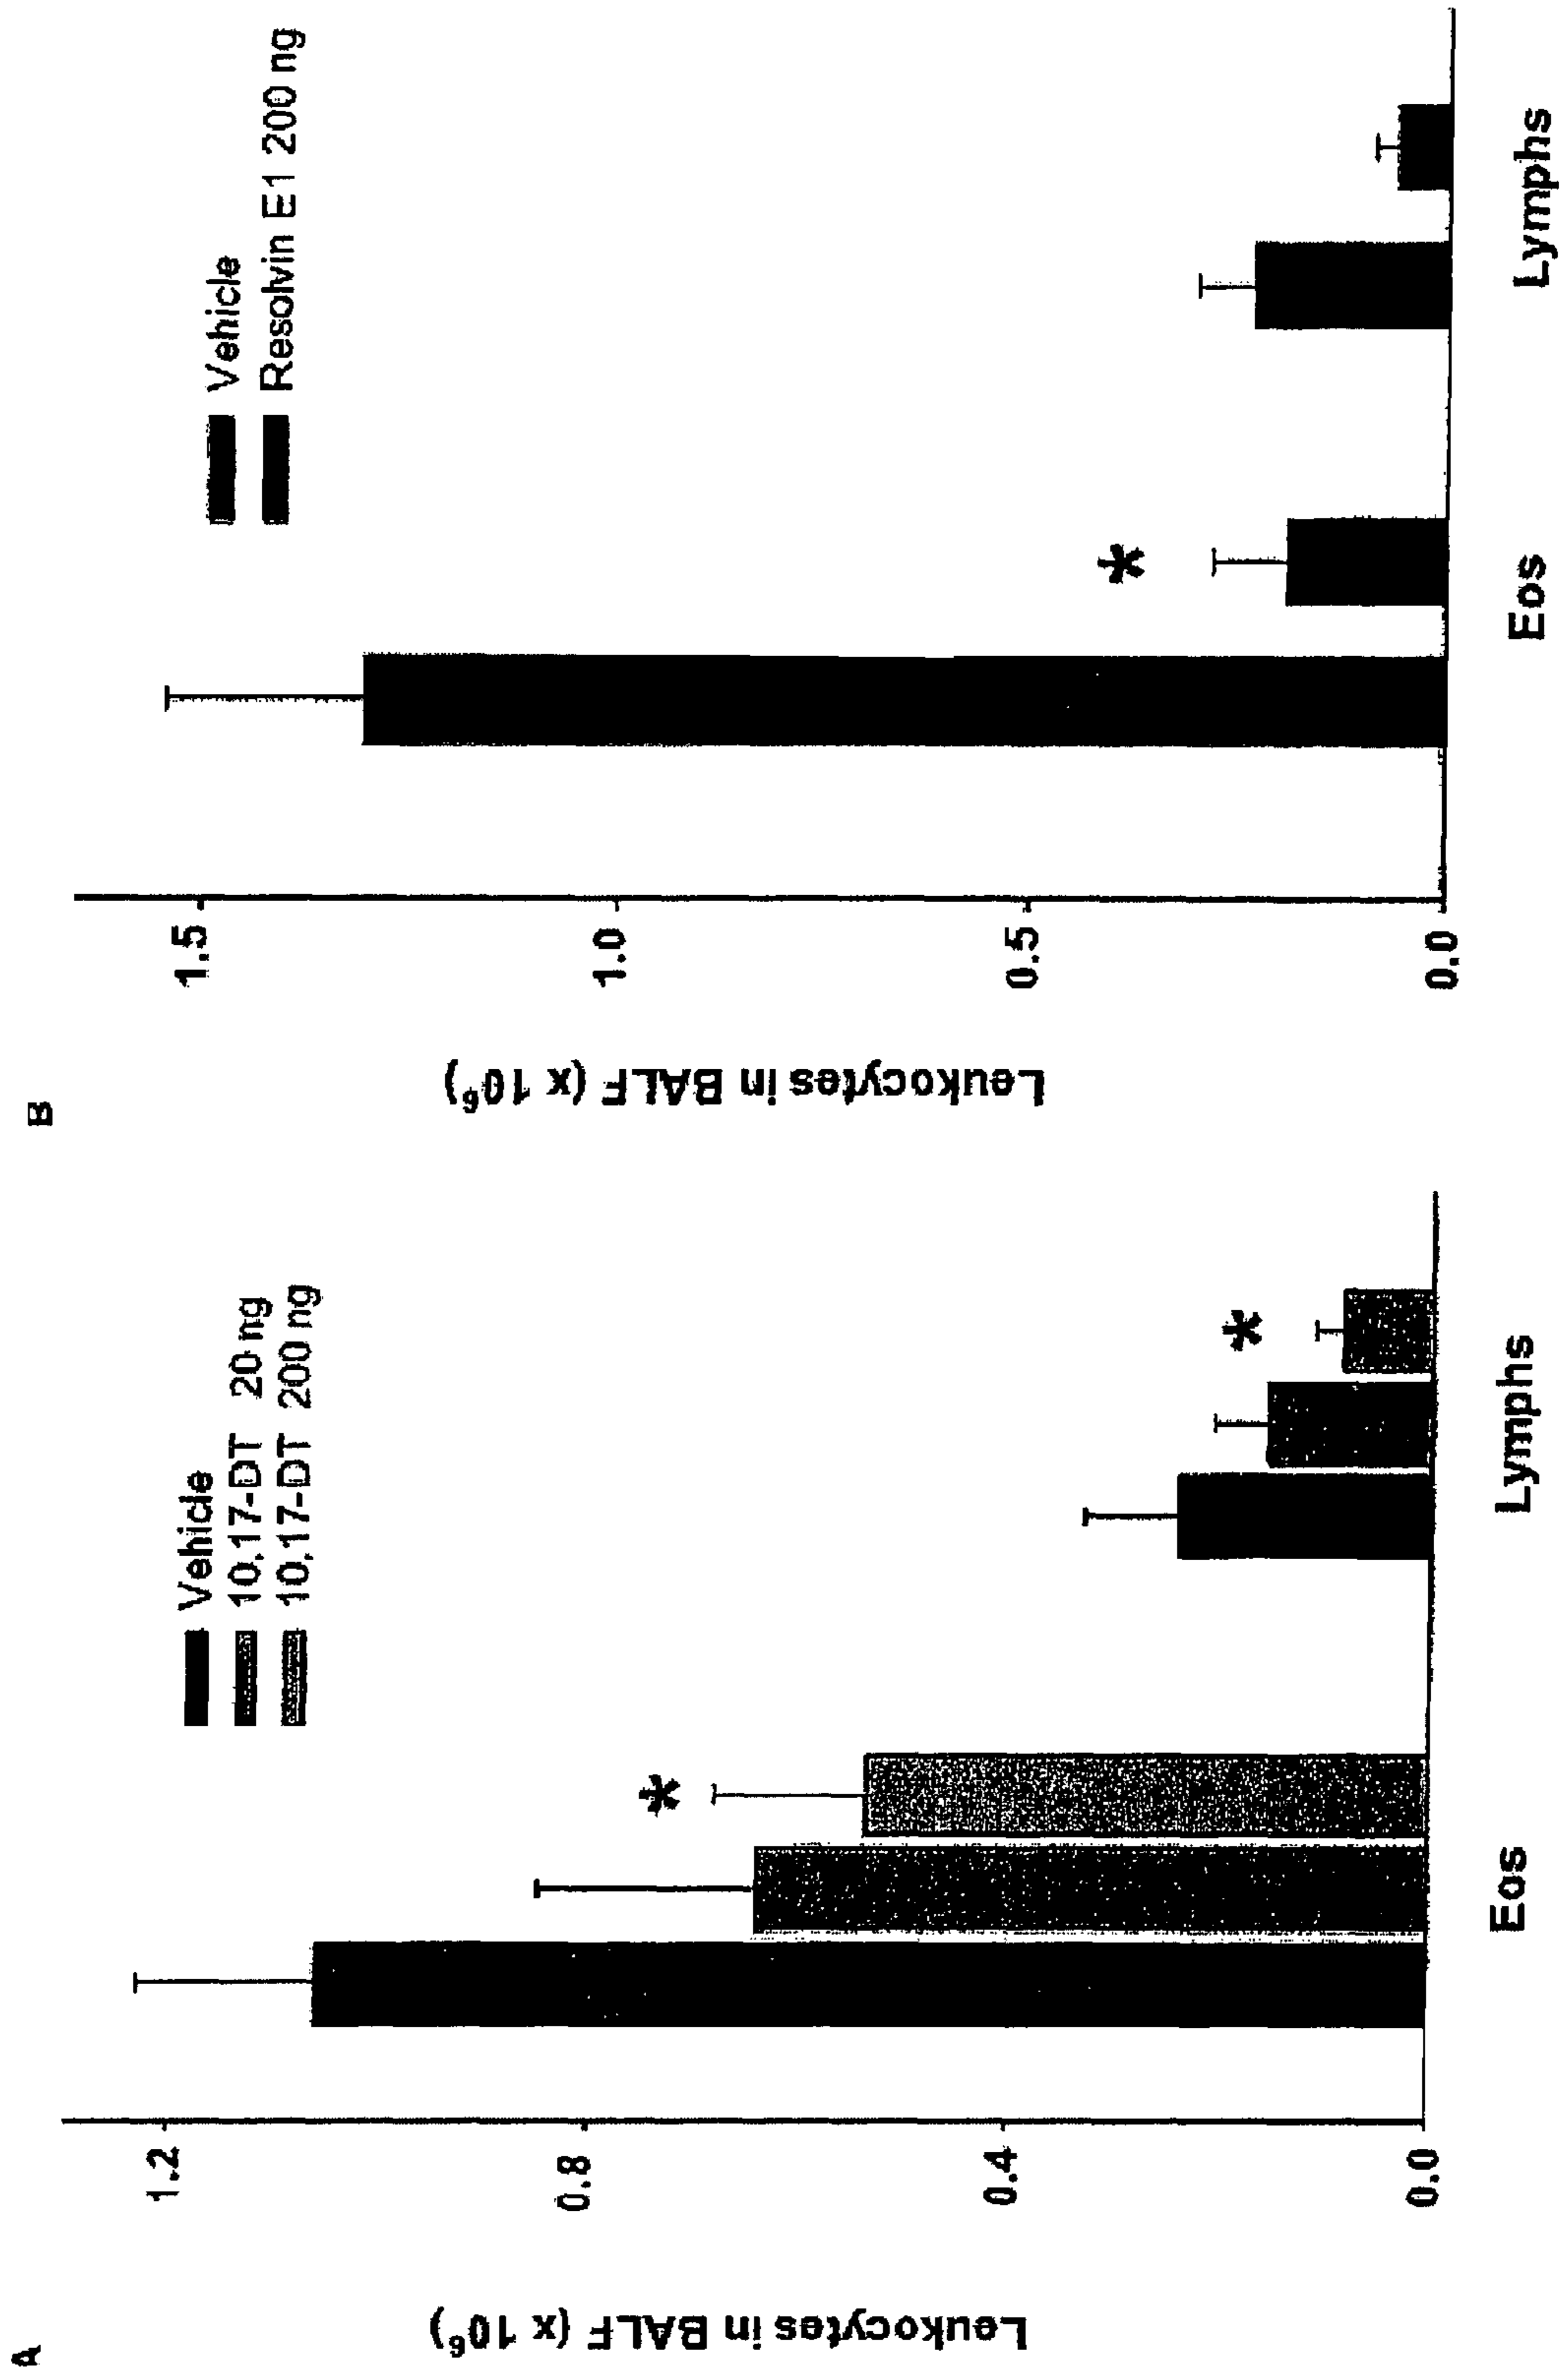 A
Leukocytes in BALF (x 10⁶)
1.2
0.8
0.4
0.0
Vehicle
10,17-DT 20 ng
10,17-DT 200 ng
*
*
Eos
Lymphs
B
Leukocytes in BALF (x 10⁶)
1.5
1.0
0.5
0.0
Vehicle
Resolvin E1 200 ng
*
Eos
Lymphs